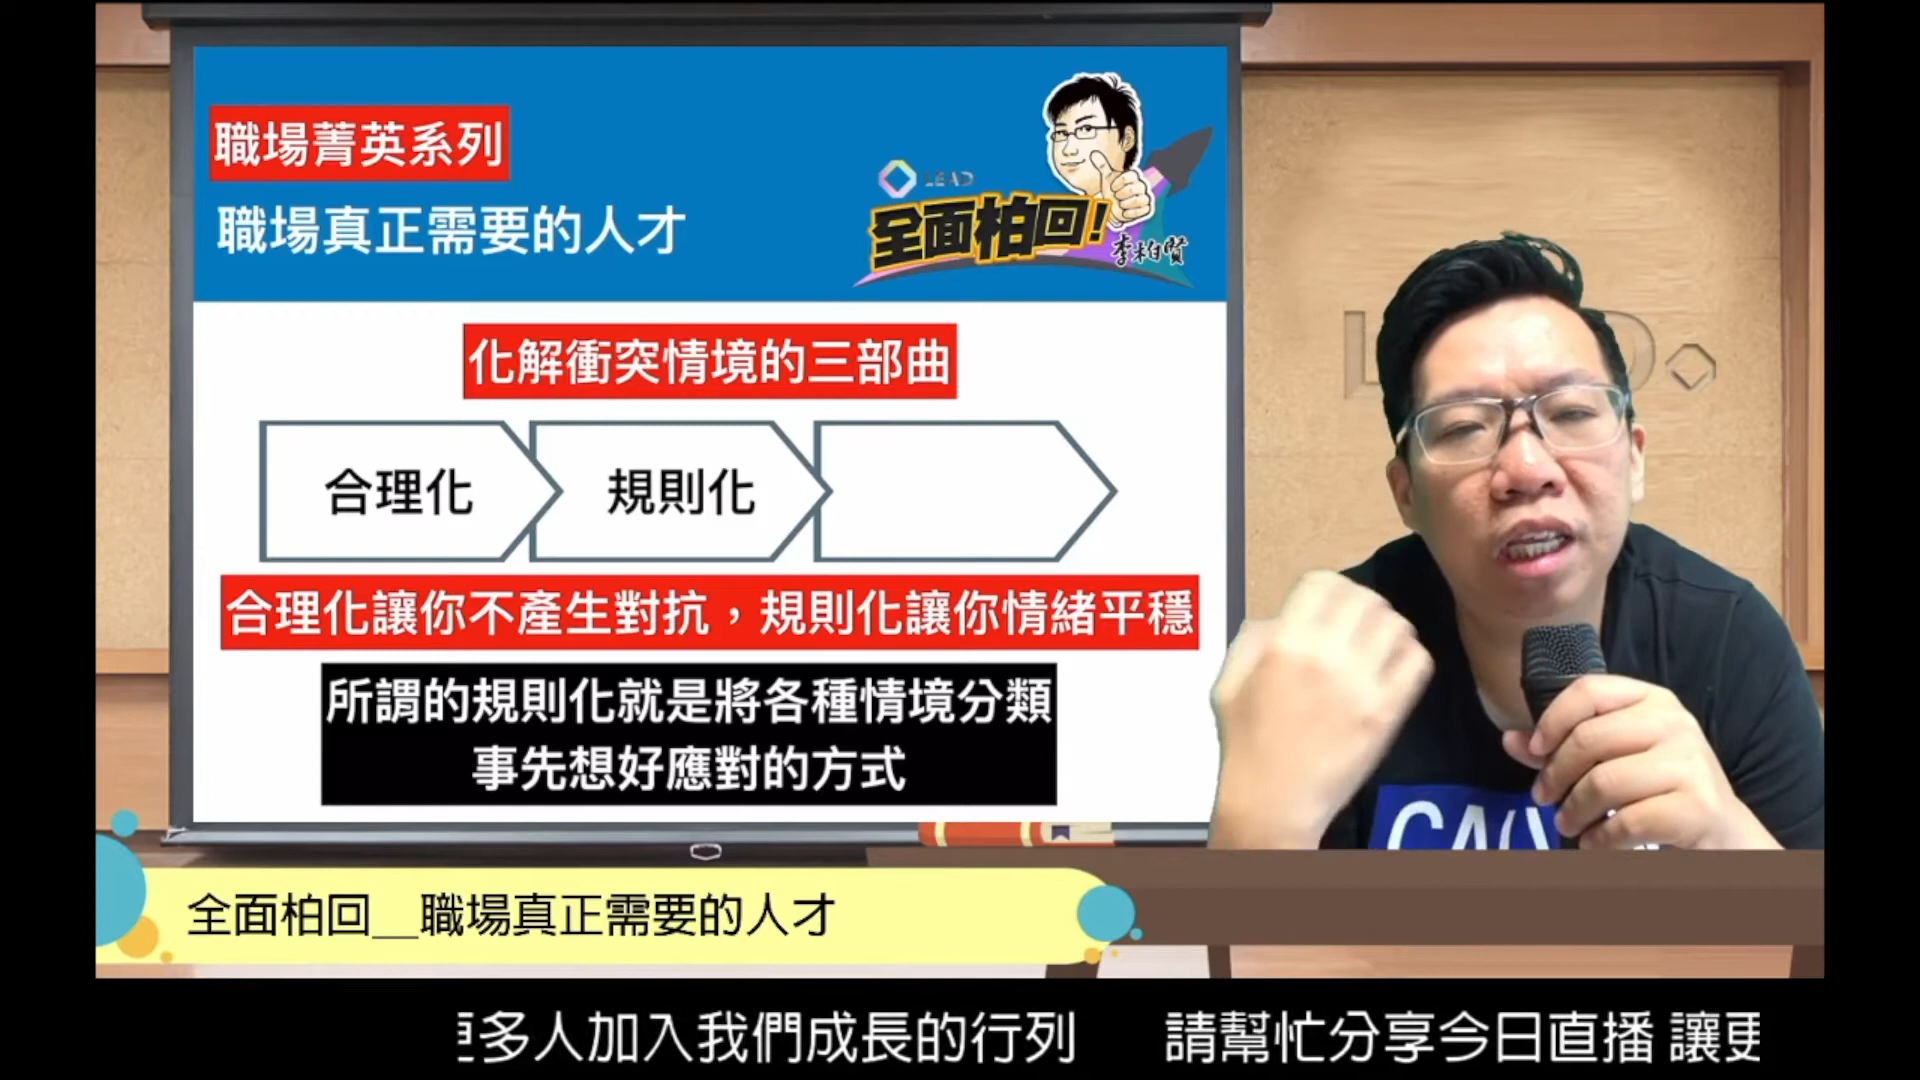 職場菁英系列
職場真正需要的人才
LEAD
全面柏回!
李柏賢
化解衝突情境的三部曲
合理化
規則化
合理化讓你不產生對抗，規則化讓你情緒平穩
所謂的規則化就是將各種情境分類
事先想好應對的方式
全面柏回__職場真正需要的人才
多人加入我們成長的行列 請幫忙分享今日直播 讓更